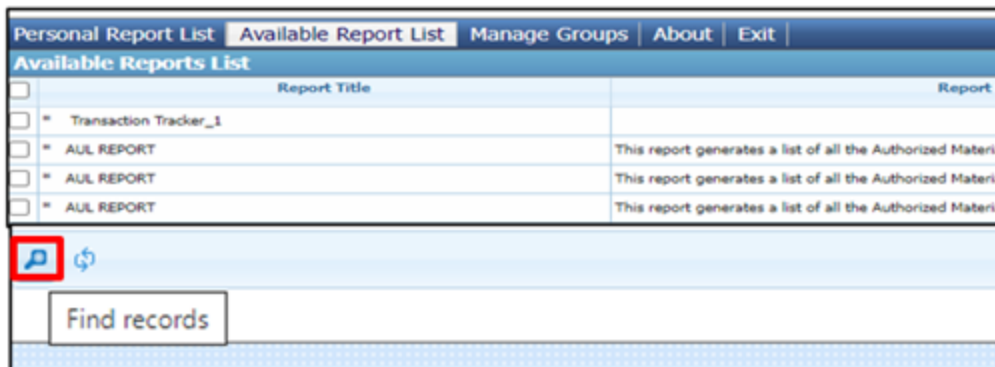 Personal Report List | Available Report List | Manage Groups | About | Exit |
Available Reports List
Report Title Report
* Transaction Tracker_1
* AUL REPORT This report generates a list of all the Authorized Materi
* AUL REPORT This report generates a list of all the Authorized Materi
* AUL REPORT This report generates a list of all the Authorized Materi
Find records